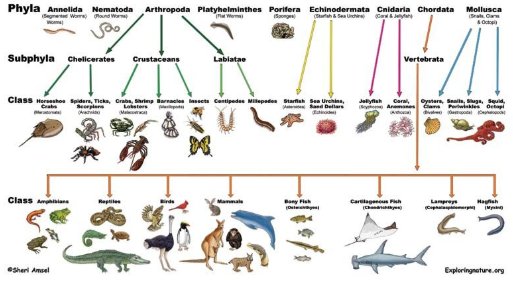 Phyla Annelida Nematoda Arthropoda Platyhelminthes Porifera Echinodermata Cnidaria Chordata Mollusca
(Segmented Worms) (Round Worms) (Flat Worms) (Sponges) (Starfish & Sea Urchins) (Coral & Jellyfish) (Snails, Clams & Octopi)
Subphyla Chelicerates Crustaceans Labiatae Vertebrata
Class Horseshoe Crabs Spiders, Ticks, Scorpions Crabs, Shrimp Lobsters Barnacles Insects Centipedes Millepedes Starfish Sea Urchins, Sand Dollars Jellyfish Coral, Anemones Oysters, Clams Snails, Slugs, Periwinkles Squid, Octopi
(Merostomata) (Arachnida) (Malacostraca) (Maxillopoda) (Asteroidea) (Echinoidea) (Scyphozoa) (Anthozoa) (Bivalves) (Gastropoda) (Cephalopoda)
Class Amphibians Reptiles Birds Mammals Bony Fish Cartilagenous Fish Lampreys Hagfish
(Osteichthyes) (Chondrichthyes) (Cephalaspidomorphi) (Myxini)
©Sheri Amsel Exploringnature.org